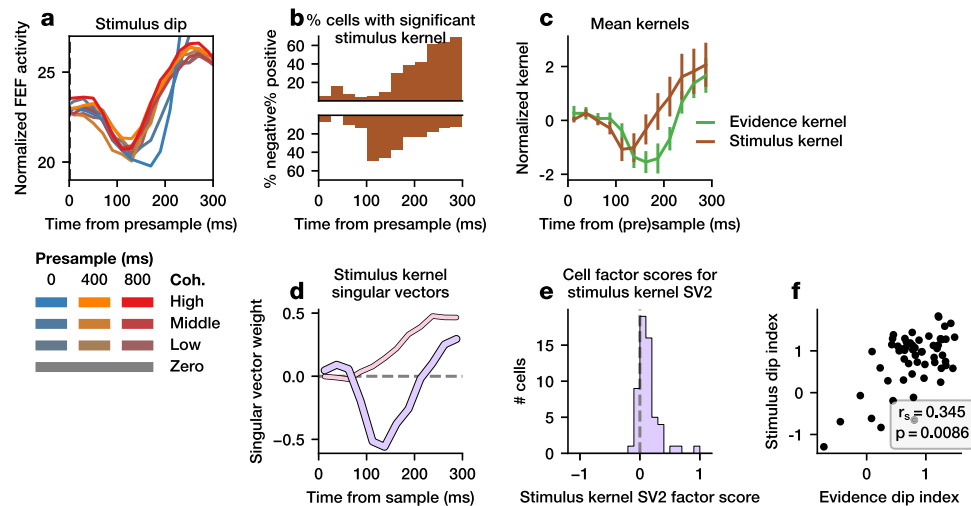 a
Stimulus dip
Normalized FEF activity
25
20
0
100
200
300
Time from presample (ms)
b
% cells with significant
stimulus kernel
% negative% positive
60
40
20
20
40
60
0
100
200
300
Time from presample (ms)
c
Mean kernels
Normalized kernel
2
0
-2
Evidence kernel
Stimulus kernel
0
100
200
300
Time from (pre)sample (ms)
Presample (ms)
0 400 800 Coh.
High
Middle
Low
Zero
d
Stimulus kernel
singular vectors
Singular vector weight
0.5
0.0
−0.5
0
100
200
300
Time from sample (ms)
e
Cell factor scores for
stimulus kernel SV2
# cells
15
10
5
0
−1
0
1
Stimulus kernel SV2 factor score
f
Stimulus dip index
1
0
-1
rs = 0.345
p = 0.0086
0
1
Evidence dip index